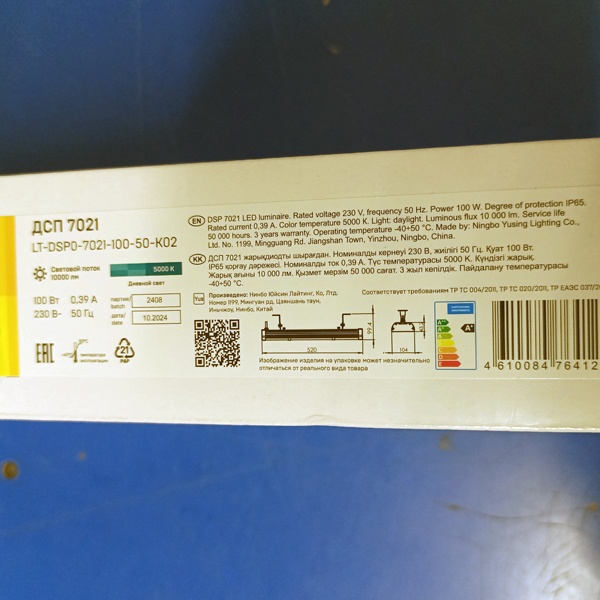 ДСП 7021
LT-DSP0-7021-100-50-K02
Световой поток
10000 лм
5000 K
Дневной свет
100 Вт 0,39 А
230 В~ 50 Гц
партия/
batch
2408
дата/
date
10.2024
EAC
температура
эксплуатации
21
PAP
EN DSP 7021 LED luminaire. Rated voltage 230 V, frequency 50 Hz. Power 100 W. Degree of protection IP65.
Rated current 0,39 A. Color temperature 5000 K. Light: daylight. Luminous flux 10 000 lm. Service life
50 000 hours. 3 years warranty. Operating temperature -40÷50 °C. Made by: Ningbo Yusing Lighting Co.,
Ltd. No. 1199, Mingguang Rd. Jiangshan Town, Yinzhou, Ningbo, China.
KK ДСП 7021 жарықдиодты шырағдан. Номиналды кернеуі 230 В, жиілігі 50 Гц. Қуат 100 Вт.
IP65 қорғау дәрежесі. Номиналды ток 0,39 А. Түс температурасы 5000 К. Күндізгі жарық.
Жарық ағыны 10 000 лм. Қызмет мерзімі 50 000 сағат. 3 жыл кепілдік. Пайдалану температурасы
-40÷50 °C.
Yus
Произведено: Нинбо Юйсин Лайтинг, Ко, Лтд.
Номер 1199, Мингуан рд, Цзяншань таун,
Иньчжоу, Нинбо, Китай
Соответствует требованиям ТР ТС 004/2011, ТР ТС 020/2011, ТР ЕАЭС 037/20
520
99,4
104
Изображение изделия на упаковке может незначительно
отличаться от реального вида товара
A+
4 610084 76412